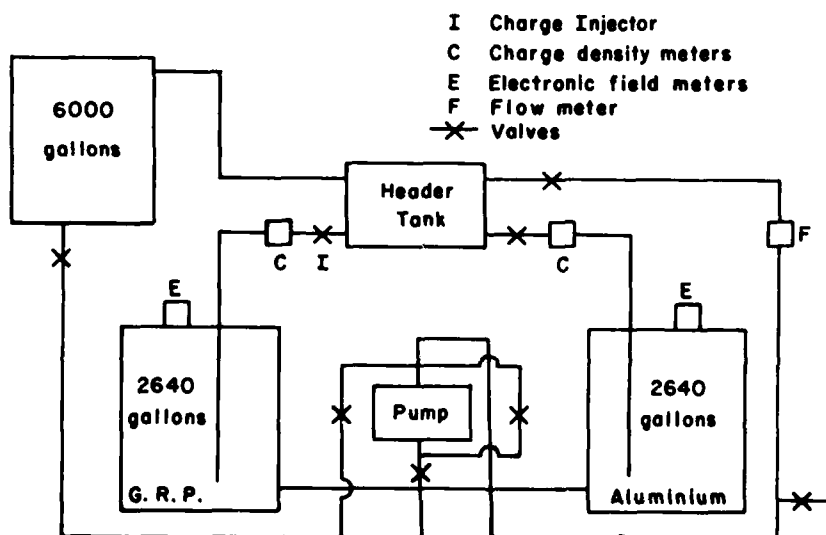 I Charge Injector
C Charge density meters
E Electronic field meters
F Flow meter
Valves
6000
gallons
Header
Tank
F
C I
C
E
E
2640
gallons
Pump
2640
gallons
G. R. P.
Aluminium